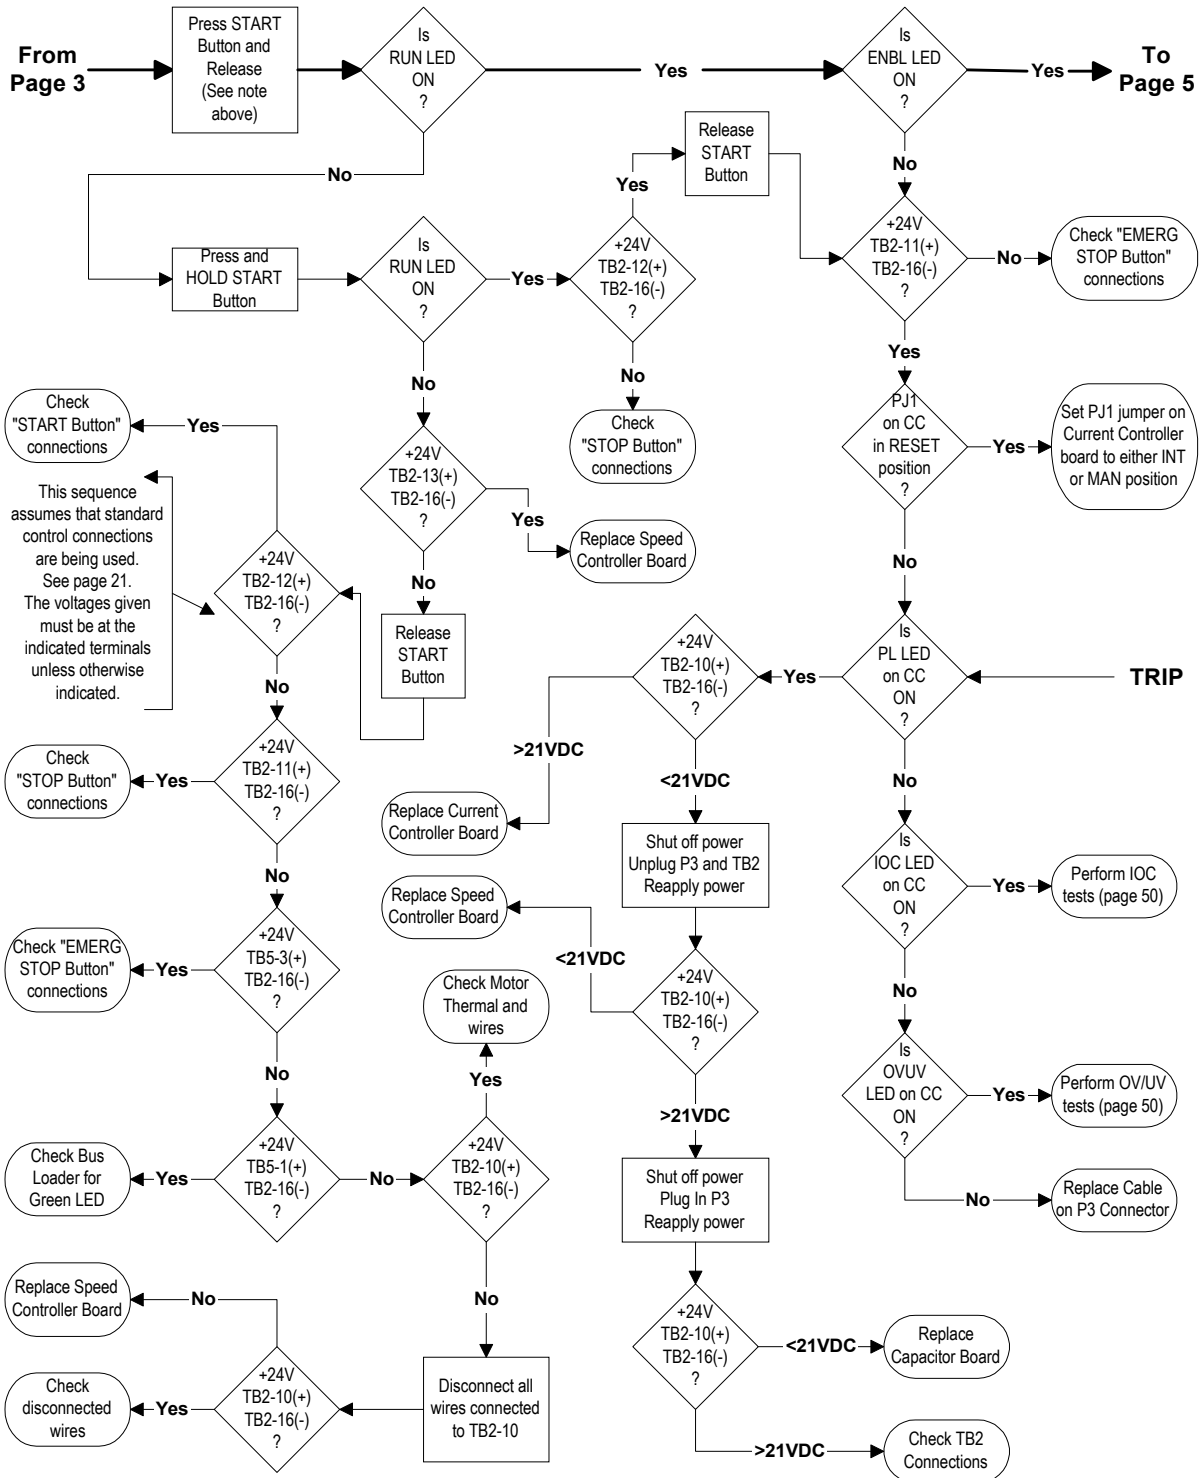 From
Page 3
Press START
Button and
Release
(See note
above)
Is
RUN LED
ON
?
Yes
Is
ENBL LED
ON
?
Yes
To
Page 5
No
Press and
HOLD START
Button
Is
RUN LED
ON
?
Yes
+24V
TB2-12(+)
TB2-16(-)
?
Yes
Release
START
Button
No
+24V
TB2-11(+)
TB2-16(-)
?
No
Check "EMERG
STOP Button"
connections
Yes
No
Check
"STOP Button"
connections
No
+24V
TB2-13(+)
TB2-16(-)
?
Yes
Replace Speed
Controller Board
No
Release
START
Button
PJ1
on CC
in RESET
position
?
Yes
Set PJ1 jumper on
Current Controller
board to either INT
or MAN position
No
Check
"START Button"
connections
Yes
This sequence
assumes that standard
control connections
are being used.
See page 21.
The voltages given
must be at the
indicated terminals
unless otherwise
indicated.
+24V
TB2-12(+)
TB2-16(-)
?
No
Is
PL LED
on CC
ON
?
TRIP
Yes
+24V
TB2-10(+)
TB2-16(-)
?
>21VDC
Replace Current
Controller Board
<21VDC
Shut off power
Unplug P3 and TB2
Reapply power
No
Is
IOC LED
on CC
ON
?
Yes
Perform IOC
tests (page 50)
Check
"STOP Button"
connections
Yes
+24V
TB2-11(+)
TB2-16(-)
?
No
Replace Speed
Controller Board
<21VDC
+24V
TB2-10(+)
TB2-16(-)
?
>21VDC
No
Is
OVUV
LED on CC
ON
?
Yes
Perform OV/UV
tests (page 50)
No
Replace Cable
on P3 Connector
Check "EMERG
STOP Button"
connections
Yes
+24V
TB5-3(+)
TB2-16(-)
?
No
Check Motor
Thermal and
wires
Yes
Check Bus
Loader for
Green LED
Yes
+24V
TB5-1(+)
TB2-16(-)
?
No
+24V
TB2-10(+)
TB2-16(-)
?
Shut off power
Plug In P3
Reapply power
No
Replace Speed
Controller Board
No
+24V
TB2-10(+)
TB2-16(-)
?
Yes
Check
disconnected
wires
Disconnect all
wires connected
to TB2-10
+24V
TB2-10(+)
TB2-16(-)
?
<21VDC
Replace
Capacitor Board
>21VDC
Check TB2
Connections